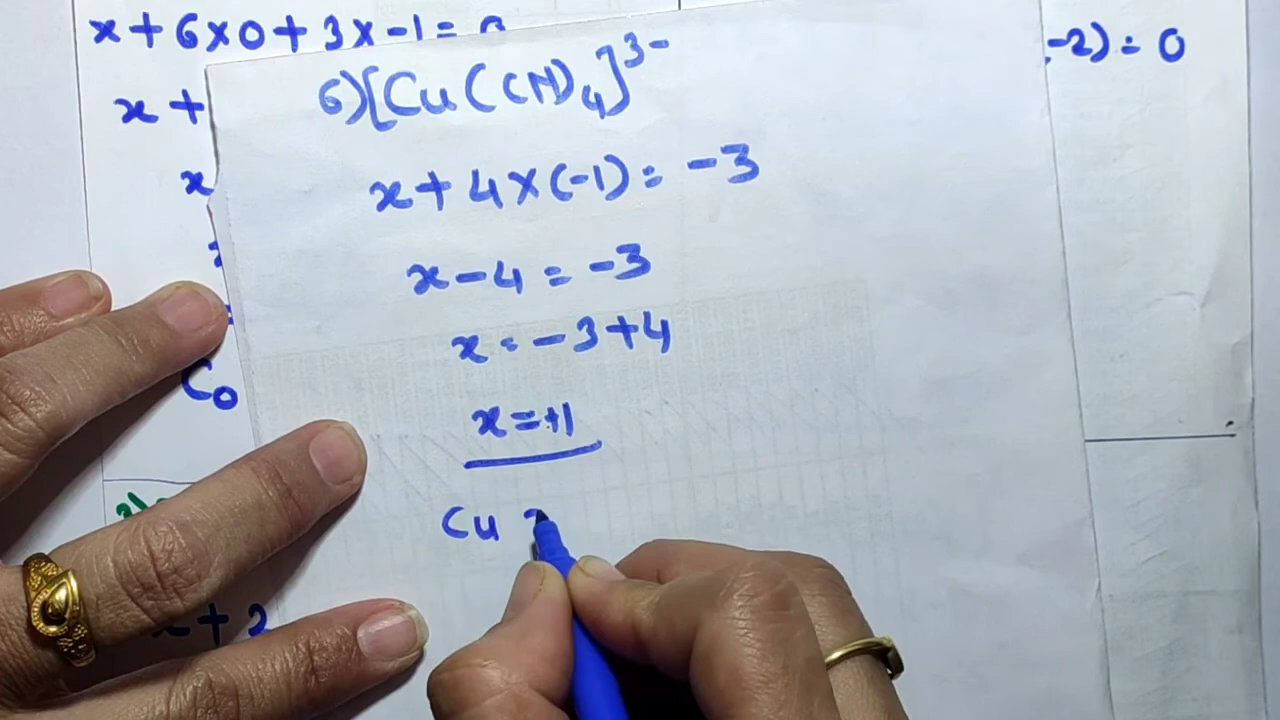 x+6×0+3×-1=0
-2)=0
x+
x
Co
x+2
6)[Cu(CN)4]3-
x+4×(-1)=-3
x-4=-3
x=-3+4
x=+1
Cu =